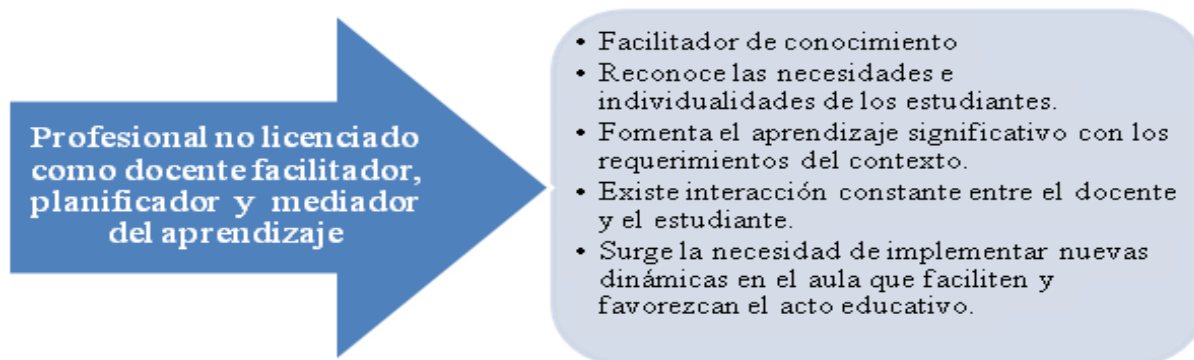 Profesional no licenciado
como docente facilitador,
planificador y mediador
del aprendizaje
• Facilitador de conocimiento
• Reconoce las necesidades e
individualidades de los estudiantes.
• Fomenta el aprendizaje significativo con los
requerimientos del contexto.
• Existe interacción constante entre el docente
y el estudiante.
• Surge la necesidad de implementar nuevas
dinámicas en el aula que faciliten y
favorezcan el acto educativo.